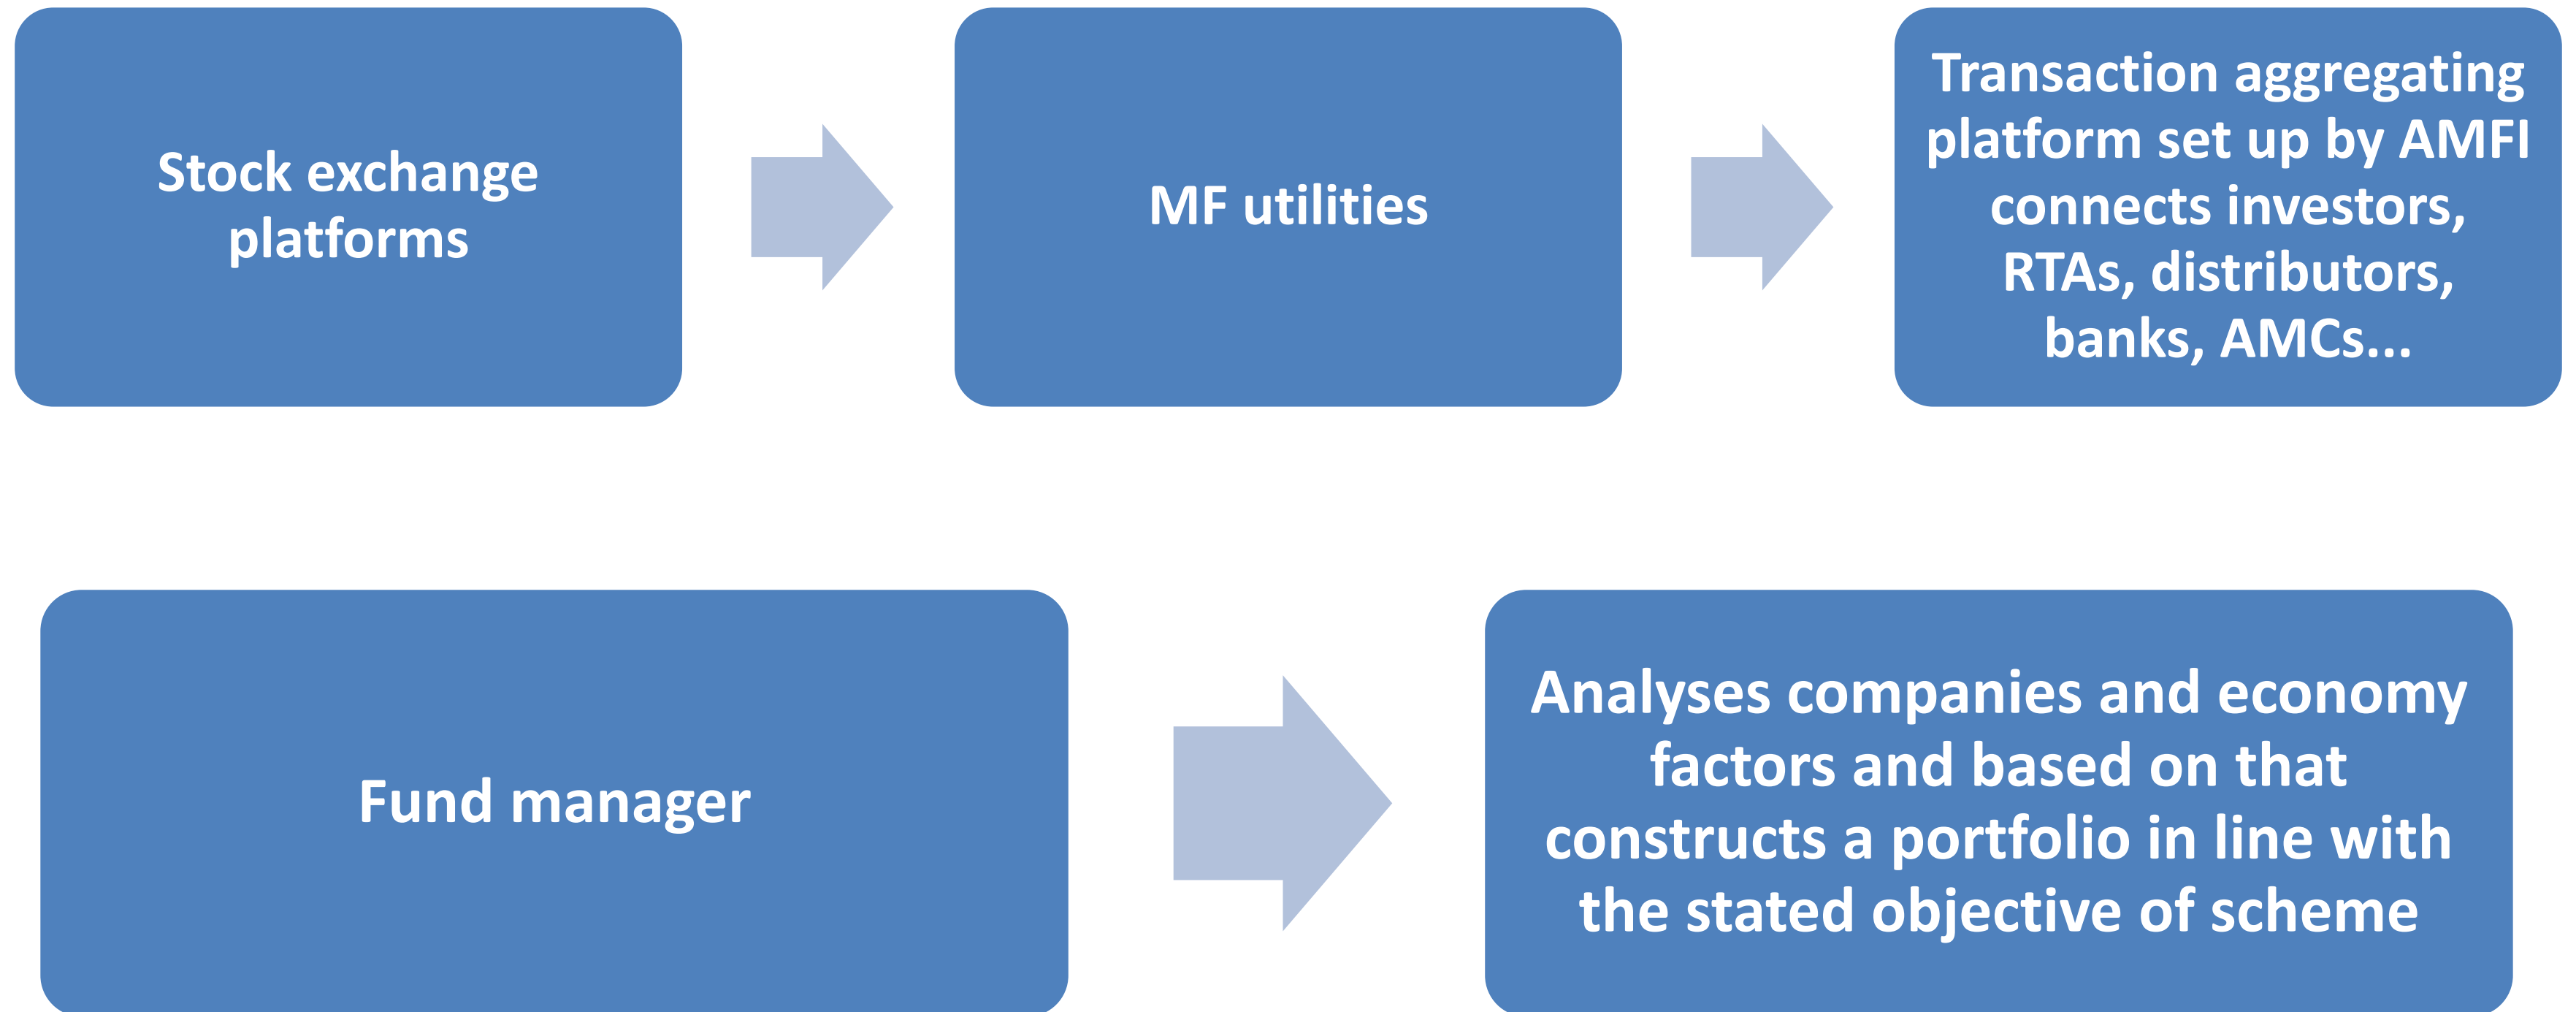 Stock exchange
platforms
MF utilities
Transaction aggregating
platform set up by AMFI
connects investors,
RTAs, distributors,
banks, AMCs...
Fund manager
Analyses companies and economy
factors and based on that
constructs a portfolio in line with
the stated objective of scheme